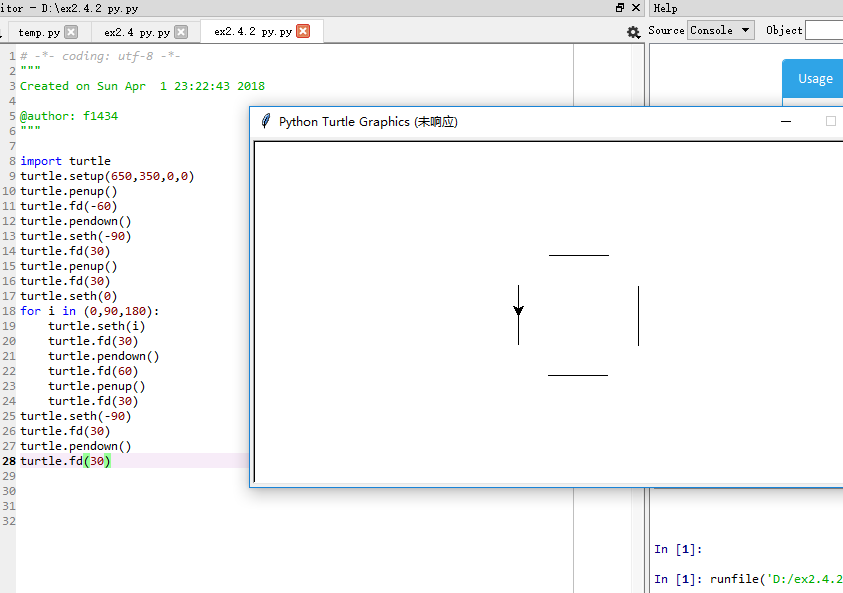 itor - D:\ex2.4.2 py.py
Help
temp.py
ex2.4 py.py
ex2.4.2 py.py
Source Console Object
Usage
1 # -*- coding: utf-8 -*-
2 """
3 Created on Sun Apr  1 23:22:43 2018
4
5 @author: f1434
6 """
7
8 import turtle
9 turtle.setup(650,350,0,0)
10 turtle.penup()
11 turtle.fd(-60)
12 turtle.pendown()
13 turtle.seth(-90)
14 turtle.fd(30)
15 turtle.penup()
16 turtle.fd(30)
17 turtle.seth(0)
18 for i in (0,90,180):
19     turtle.seth(i)
20     turtle.fd(30)
21     turtle.pendown()
22     turtle.fd(60)
23     turtle.penup()
24     turtle.fd(30)
25 turtle.seth(-90)
26 turtle.fd(30)
27 turtle.pendown()
28 turtle.fd(30)
29
30
31
32
Python Turtle Graphics (未响应)
In [1]:
In [1]: runfile('D:/ex2.4.2